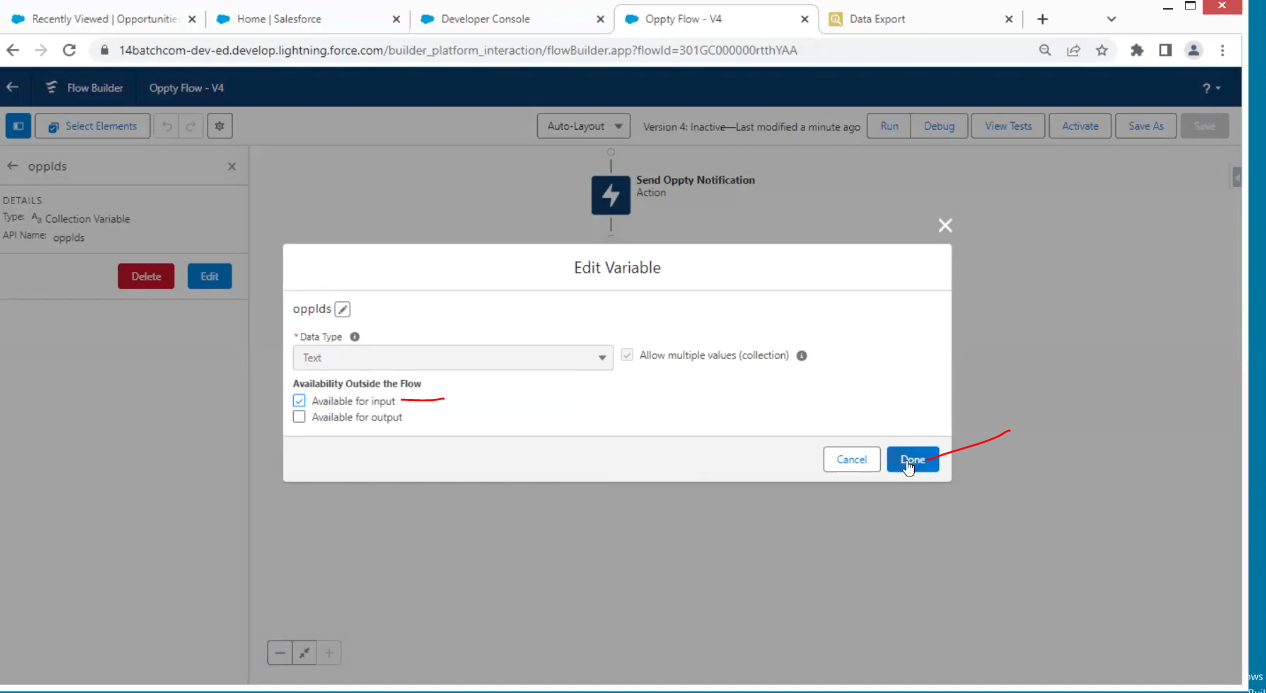 Recently Viewed | Opportunitie
Home | Salesforce
Developer Console
Oppty Flow - V4
Data Export
14batchcom-dev-ed.develop.lightning.force.com/builder_platform_interaction/flowBuilder.app?flowId=301GC000000rtthYAA
Flow Builder
Oppty Flow - V4
?
Select Elements
Auto-Layout
Version 4: Inactive—Last modified a minute ago
Run
Debug
View Tests
Activate
Save As
Save
oppIds
DETAILS
Type: Aa Collection Variable
API Name: oppIds
Delete
Edit
Send Oppty Notification
Action
Edit Variable
oppIds
* Data Type
Text
Allow multiple values (collection)
Availability Outside the Flow
Available for input
Available for output
Cancel
Done
ows